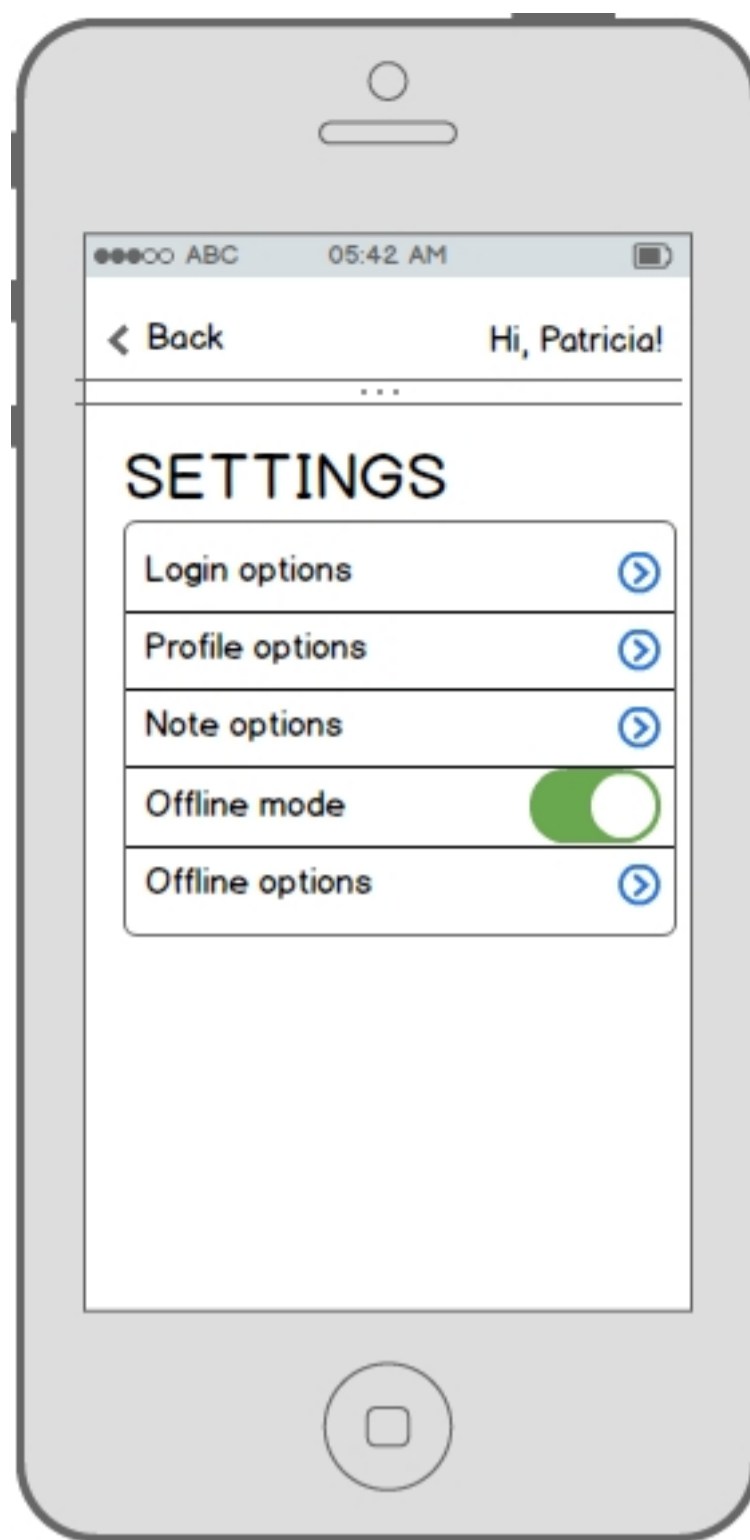 ABC 05:42 AM
Back Hi, Patricia!
SETTINGS
Login options
Profile options
Note options
Offline mode
Offline options